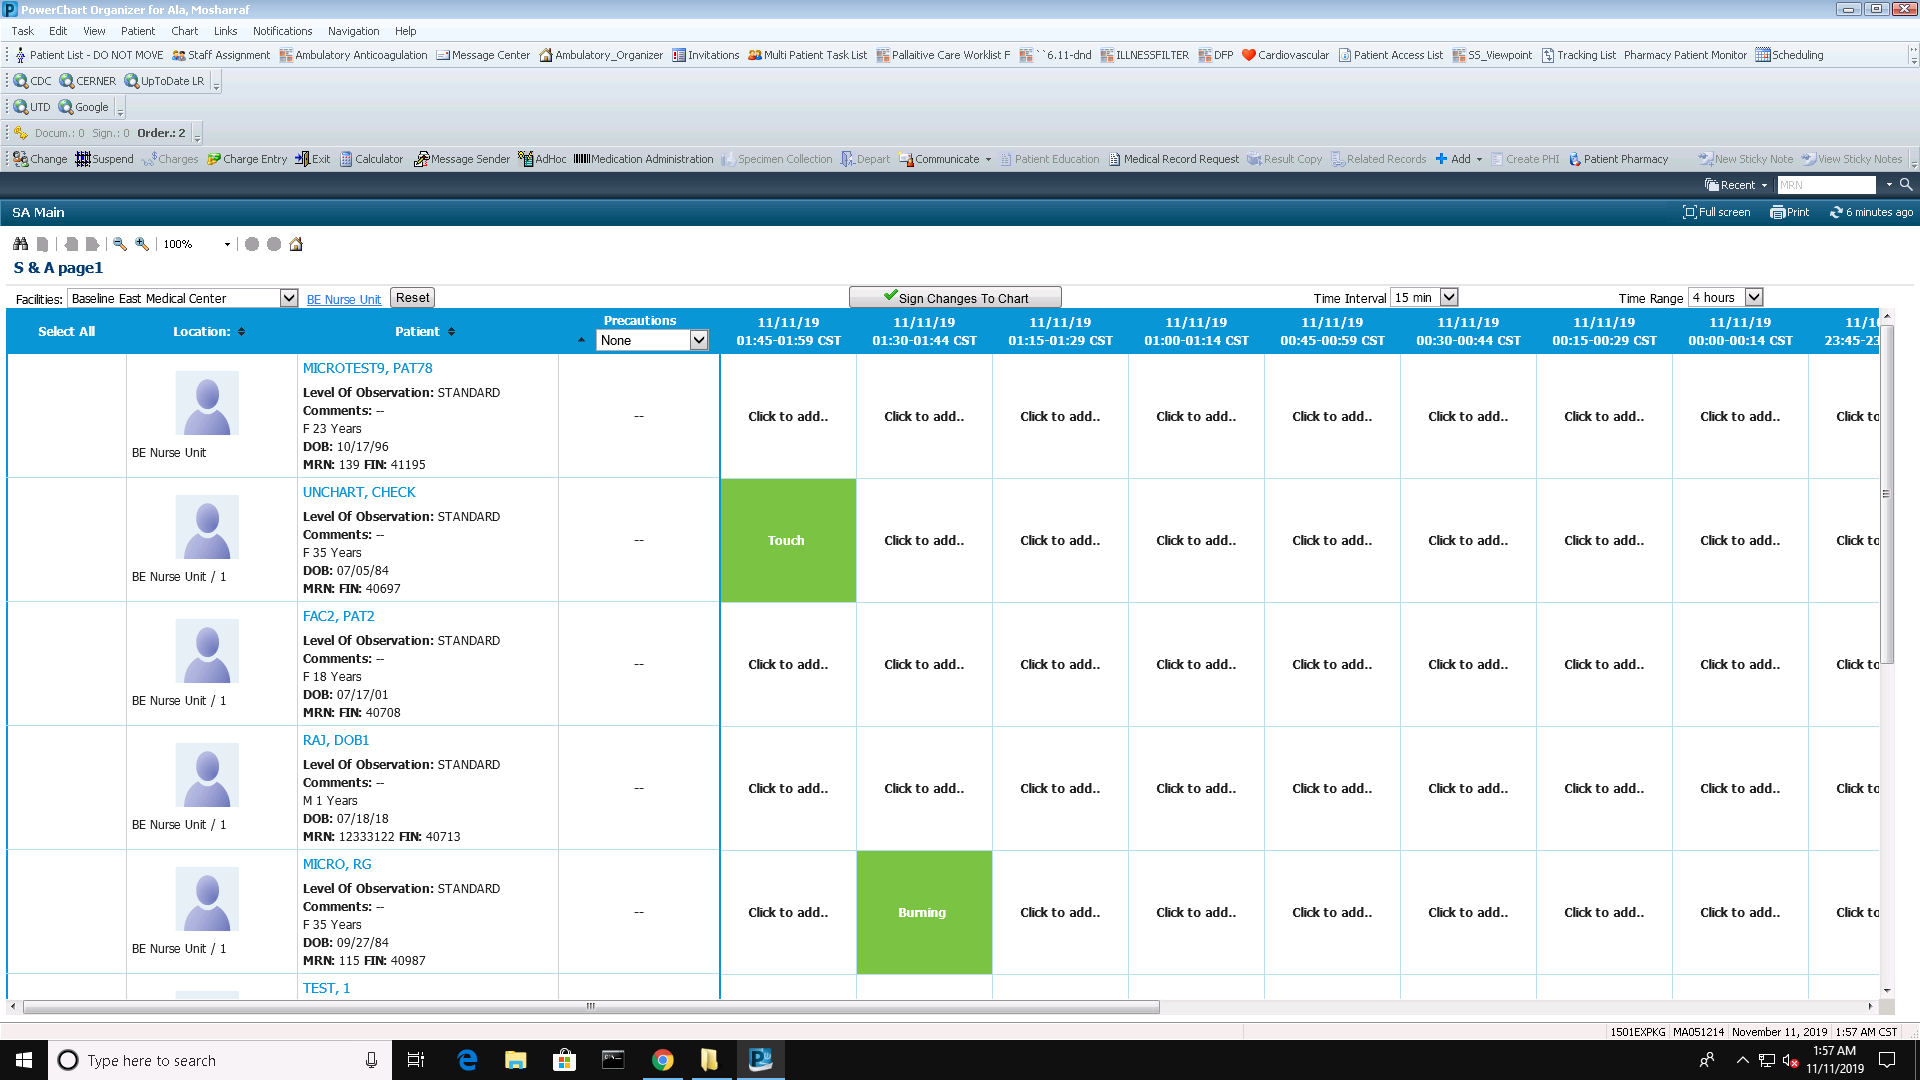 PowerChart Organizer for Ala, Mosharraf
Task Edit View Patient Chart Links Notifications Navigation Help
Patient List - DO NOT MOVE Staff Assignment Ambulatory Anticoagulation Message Center Ambulatory_Organizer Invitations Multi Patient Task List Pallaitive Care Worklist F ``6.11-dnd ILLNESSFILTER DFP Cardiovascular Patient Access List SS_Viewpoint Tracking List Pharmacy Patient Monitor Scheduling
CDC CERNER UpToDate LR
UTD Google
Docum.: 0 Sign.: 0 Order.: 2
Change Suspend Charges Charge Entry Exit Calculator Message Sender AdHoc Medication Administration Specimen Collection Depart Communicate Patient Education Medical Record Request Result Copy Related Records Add Create PHI Patient Pharmacy New Sticky Note View Sticky Notes
Recent MRN
SA Main Full screen Print 6 minutes ago
100%
S & A page1
Facilities: Baseline East Medical Center BE Nurse Unit Reset Sign Changes To Chart Time Interval 15 min Time Range 4 hours
Select All Location: Patient Precautions None
11/11/19 11/11/19 11/11/19 11/11/19 11/11/19 11/11/19 11/11/19 11/11/19 11/1
01:45-01:59 CST 01:30-01:44 CST 01:15-01:29 CST 01:00-01:14 CST 00:45-00:59 CST 00:30-00:44 CST 00:15-00:29 CST 00:00-00:14 CST 23:45-23
MICROTEST9, PAT78
Level Of Observation: STANDARD
Comments: --
F 23 Years
DOB: 10/17/96
MRN: 139 FIN: 41195
BE Nurse Unit
-- Click to add.. Click to add.. Click to add.. Click to add.. Click to add.. Click to add.. Click to add.. Click to add.. Click to
UNCHART, CHECK
Level Of Observation: STANDARD
Comments: --
F 35 Years
DOB: 07/05/84
MRN: FIN: 40697
BE Nurse Unit / 1
-- Touch Click to add.. Click to add.. Click to add.. Click to add.. Click to add.. Click to add.. Click to add.. Click to
FAC2, PAT2
Level Of Observation: STANDARD
Comments: --
F 18 Years
DOB: 07/17/01
MRN: FIN: 40708
BE Nurse Unit / 1
-- Click to add.. Click to add.. Click to add.. Click to add.. Click to add.. Click to add.. Click to add.. Click to add.. Click to
RAJ, DOB1
Level Of Observation: STANDARD
Comments: --
M 1 Years
DOB: 07/18/18
MRN: 12333122 FIN: 40713
BE Nurse Unit / 1
-- Click to add.. Click to add.. Click to add.. Click to add.. Click to add.. Click to add.. Click to add.. Click to add.. Click to
MICRO, RG
Level Of Observation: STANDARD
Comments: --
F 35 Years
DOB: 09/27/84
MRN: 115 FIN: 40987
BE Nurse Unit / 1
-- Click to add.. Burning Click to add.. Click to add.. Click to add.. Click to add.. Click to add.. Click to add.. Click to
TEST, 1
1501EXPKG MA051214 November 11, 2019 1:57 AM CST
Type here to search
1:57 AM
11/11/2019